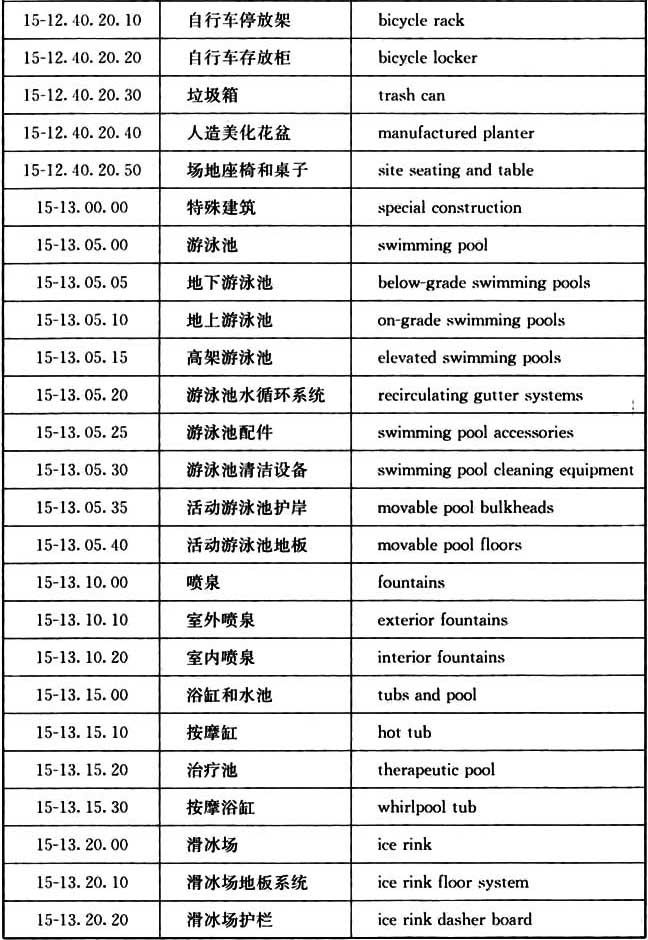 15-12.40.20.10 自行车停放架 bicycle rack
15-12.40.20.20 自行车存放柜 bicycle locker
15-12.40.20.30 垃圾箱 trash can
15-12.40.20.40 人造美化花盆 manufactured planter
15-12.40.20.50 场地座椅和桌子 site seating and table
15-13.00.00 特殊建筑 special construction
15-13.05.00 游泳池 swimming pool
15-13.05.05 地下游泳池 below-grade swimming pools
15-13.05.10 地上游泳池 on-grade swimming pools
15-13.05.15 高架游泳池 elevated swimming pools
15-13.05.20 游泳池水循环系统 recirculating gutter systems
15-13.05.25 游泳池配件 swimming pool accessories
15-13.05.30 游泳池清洁设备 swimming pool cleaning equipment
15-13.05.35 活动游泳池护岸 movable pool bulkheads
15-13.05.40 活动游泳池地板 movable pool floors
15-13.10.00 喷泉 fountains
15-13.10.10 室外喷泉 exterior fountains
15-13.10.20 室内喷泉 interior fountains
15-13.15.00 浴缸和水池 tubs and pool
15-13.15.10 按摩缸 hot tub
15-13.15.20 治疗池 therapeutic pool
15-13.15.30 按摩浴缸 whirlpool tub
15-13.20.00 滑冰场 ice rink
15-13.20.10 滑冰场地板系统 ice rink floor system
15-13.20.20 滑冰场护栏 ice rink dasher board